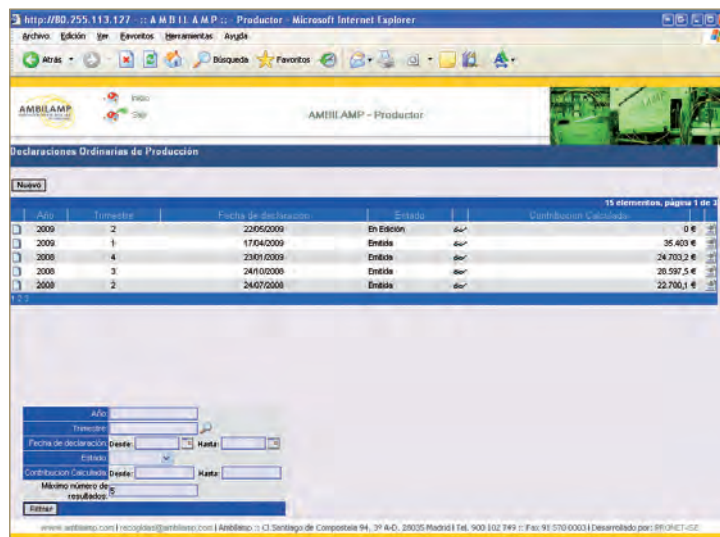 http://80.255.113.127 - :: A M B I L A M P :: - Productor - Microsoft Internet Explorer
Archivo Edición Ver Favoritos Herramientas Ayuda
Atrás Búsqueda Favoritos
AMBILAMP
Inicio
Salir
AMBILAMP - Productor
Declaraciones Ordinarias de Producción
Nuevo
15 elementos, página 1 de 3
Año Trimestre Fecha de declaración Estado Contribucion Calculada
2009 2 22/05/2009 En Edición 0 €
2009 1 17/04/2009 Emitida 35.403 €
2008 4 23/01/2009 Emitida 24.703,2 €
2008 3 24/10/2008 Emitida 28.597,5 €
2008 2 24/07/2008 Emitida 22.700,1 €
1 2 3
Año
Trimestre
Fecha de declaración Desde: Hasta:
Estado
Contribucion Calculada Desde: Hasta:
Máximo número de resultados: 5
Filtrar
www.ambilamp.com | recogidas@ambilamp.com | Ambilamp :: C\ Santiago de Compostela 94, 3º A-D, 28035 Madrid | Tel. 900 102 749 :: Fax 91 570 0003 | Desarrollado por: PRONET-ISE